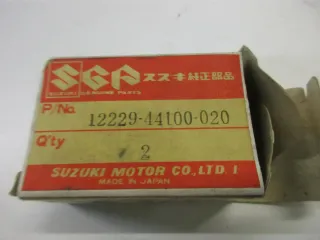 SGP スズキ純正部品
SUZUKI GENUINE PARTS
P/No. 12229-44100-020
Q'ty 2
SUZUKI MOTOR CO.,LTD.
MADE IN JAPAN